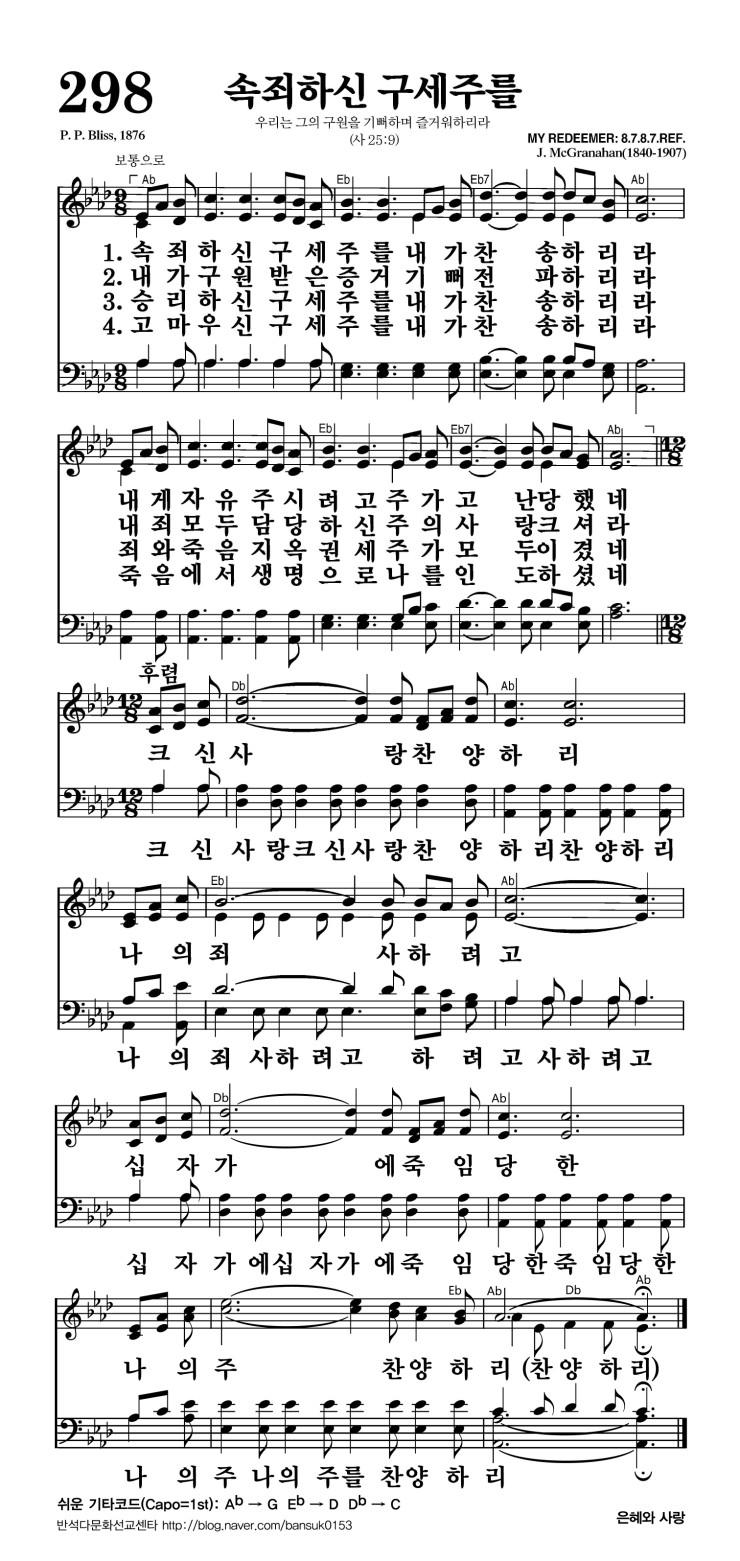 298
속죄하신 구세주를
우리는 그의 구원을 기뻐하며 즐거워하리라
(사 25:9)
P. P. Bliss, 1876
MY REDEEMER: 8.7.8.7.REF.
J. McGranahan(1840-1907)
보통으로
Ab Eb Eb7 Ab
9 8
1. 속 죄 하 신 구 세 주 를 내 가 찬 송 하 리 라
2. 내 가 구 원 받 은 증 거 기 뻐 전 파 하 리 라
3. 승 리 하 신 구 세 주 를 내 가 찬 송 하 리 라
4. 고 마 우 신 구 세 주 를 내 가 찬 송 하 리 라
9 8
Eb Eb7 Ab
12 8
내 게 자 유 주 시 려 고 주 가 고 난 당 했 네
내 죄 모 두 담 당 하 신 주 의 사 랑 크 셔 라
죄 와 죽 음 지 옥 권 세 주 가 모 두 이 겼 네
죽 음 에 서 생 명 으 로 나 를 인 도 하 셨 네
12 8
후렴
Db Ab
12 8
크 신 사 랑 찬 양 하 리
12 8
크 신 사 랑 크 신 사 랑 찬 양 하 리 찬 양 하 리
Eb Ab
나 의 죄 사 하 려 고
나 의 죄 사 하 려 고 하 려 고 사 하 려 고
Db Ab
십 자 가 에 죽 임 당 한
십 자 가 에 십 자 가 에 죽 임 당 한 죽 임 당 한
Eb Ab Db Ab
나 의 주 찬 양 하 리 (찬 양 하 리)
나 의 주 나 의 주 를 찬 양 하 리
쉬운 기타코드(Capo=1st): Ab → G Eb → D Db → C
반석다문화선교센타 http://blog.naver.com/bansuk0153
은혜와 사랑